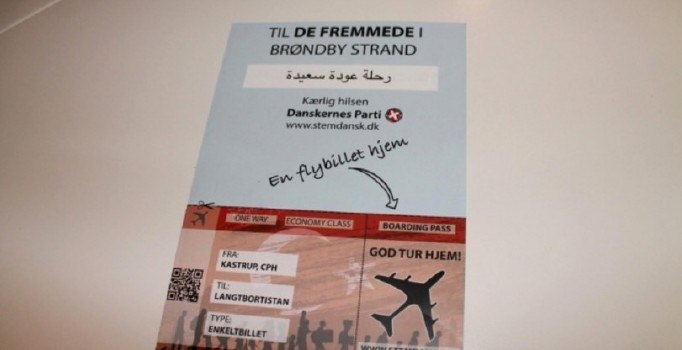 TIL DE FREMMEDE I
BRØNDBY STRAND
رحلة عودة سعيدة
Kærlig hilsen
Danskernes Parti
www.stemdansk.dk
En flybillet hjem
ONE WAY...
ECONOMY CLASS
BOARDING PASS
FRA:
KASTRUP, CPH
TIL:
LANGTBORTISTAN
TYPE:
ENKELTBILLET
GOD TUR HJEM!